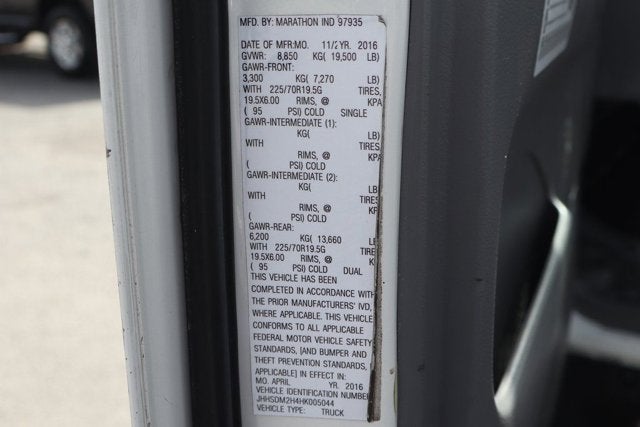 MFD. BY: MARATHON IND 97935
DATE OF MFR:MO. 11/2 YR. 2016
GVWR: 8,850 KG( 19,500 LB)
GAWR-FRONT:
3,300 KG( 7,270 LB)
WITH 225/70R19.5G TIRES,
19.5X6.00 RIMS, @ KPA
( 95 PSI) COLD SINGLE
GAWR-INTERMEDIATE (1):
KG( LB)
WITH TIRES
RIMS, @ KPA
( PSI) COLD
GAWR-INTERMEDIATE (2):
KG( LB
WITH TIRES
RIMS, @ KP
( PSI) COLD
GAWR-REAR:
6,200 KG( 13,660 LB
WITH 225/70R19.5G TIRE
19.5X6.00 RIMS, @ K
( 95 PSI) COLD DUAL
THIS VEHICLE HAS BEEN
COMPLETED IN ACCORDANCE WITH
THE PRIOR MANUFACTURERS' IVD,
WHERE APPLICABLE. THIS VEHICLE
CONFORMS TO ALL APPLICABLE
FEDERAL MOTOR VEHICLE SAFETY
STANDARDS, [AND BUMPER AND
THEFT PREVENTION STANDARDS,
APPLICABLE] IN EFFECT IN:
MO. APRIL YR. 2016
VEHICLE IDENTIFICATION NUMBER
JHHSDM2H4HK005044
VEHICLE TYPE: TRUCK